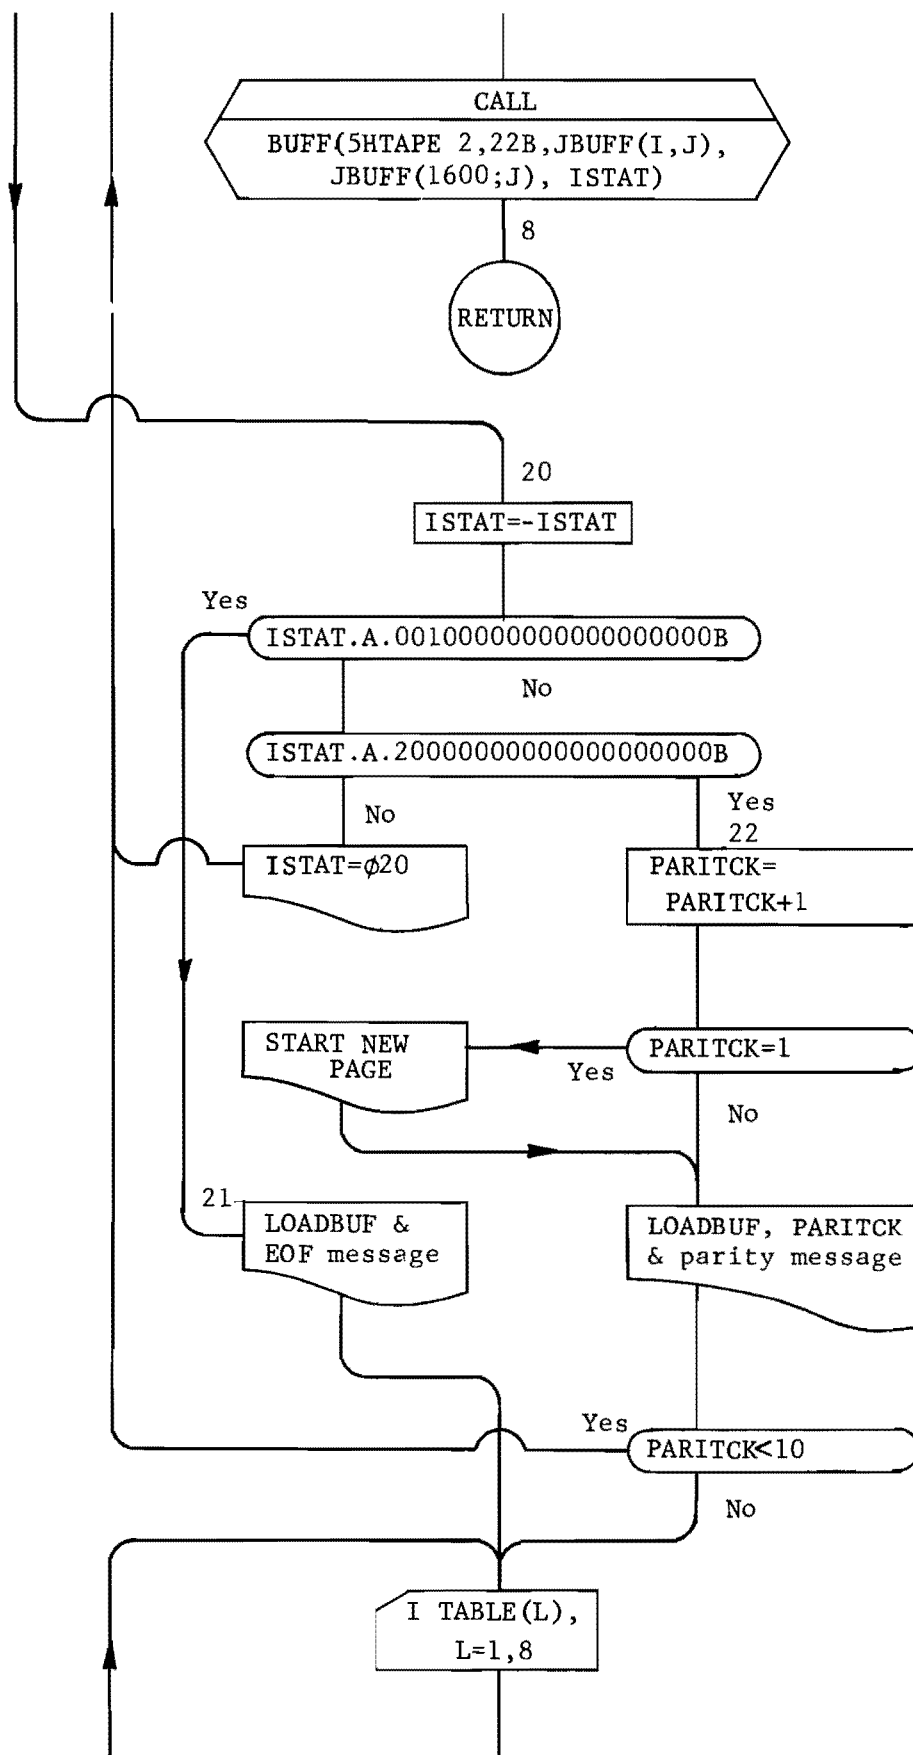 CALL
BUFF(5HTAPE 2,22B,JBUFF(I,J),
JBUFF(1600;J), ISTAT)
8
RETURN
20
ISTAT=-ISTAT
Yes
ISTAT.A.00100000000000000000B
No
ISTAT.A.20000000000000000000B
No
Yes
22
ISTAT=φ20
PARITCK=
PARITCK+1
START NEW
PAGE
Yes
PARITCK=1
No
21
LOADBUF &
EOF message
LOADBUF, PARITCK
& parity message
Yes
PARITCK<10
No
I TABLE(L),
L=1,8